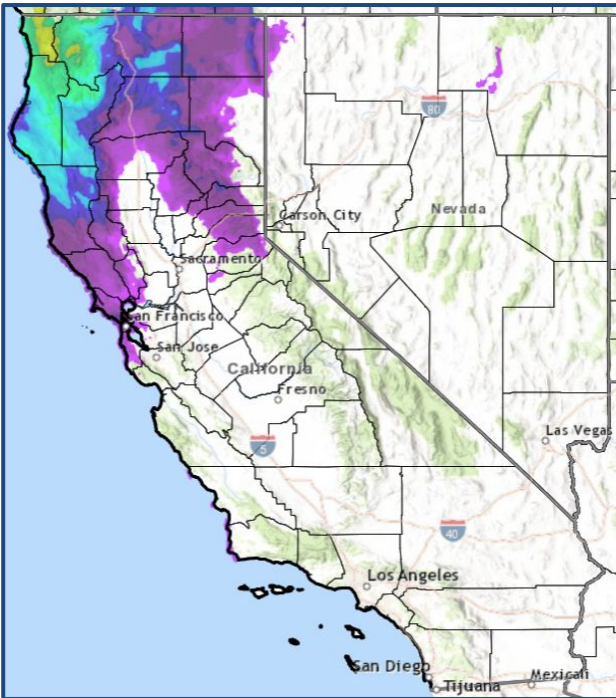 80
Nevada
Carson City
Sacramento
San Francisco
San Jose
California
Fresno
5
Las Vegas
40
Los Angeles
San Diego
Tijuana
Mexicali